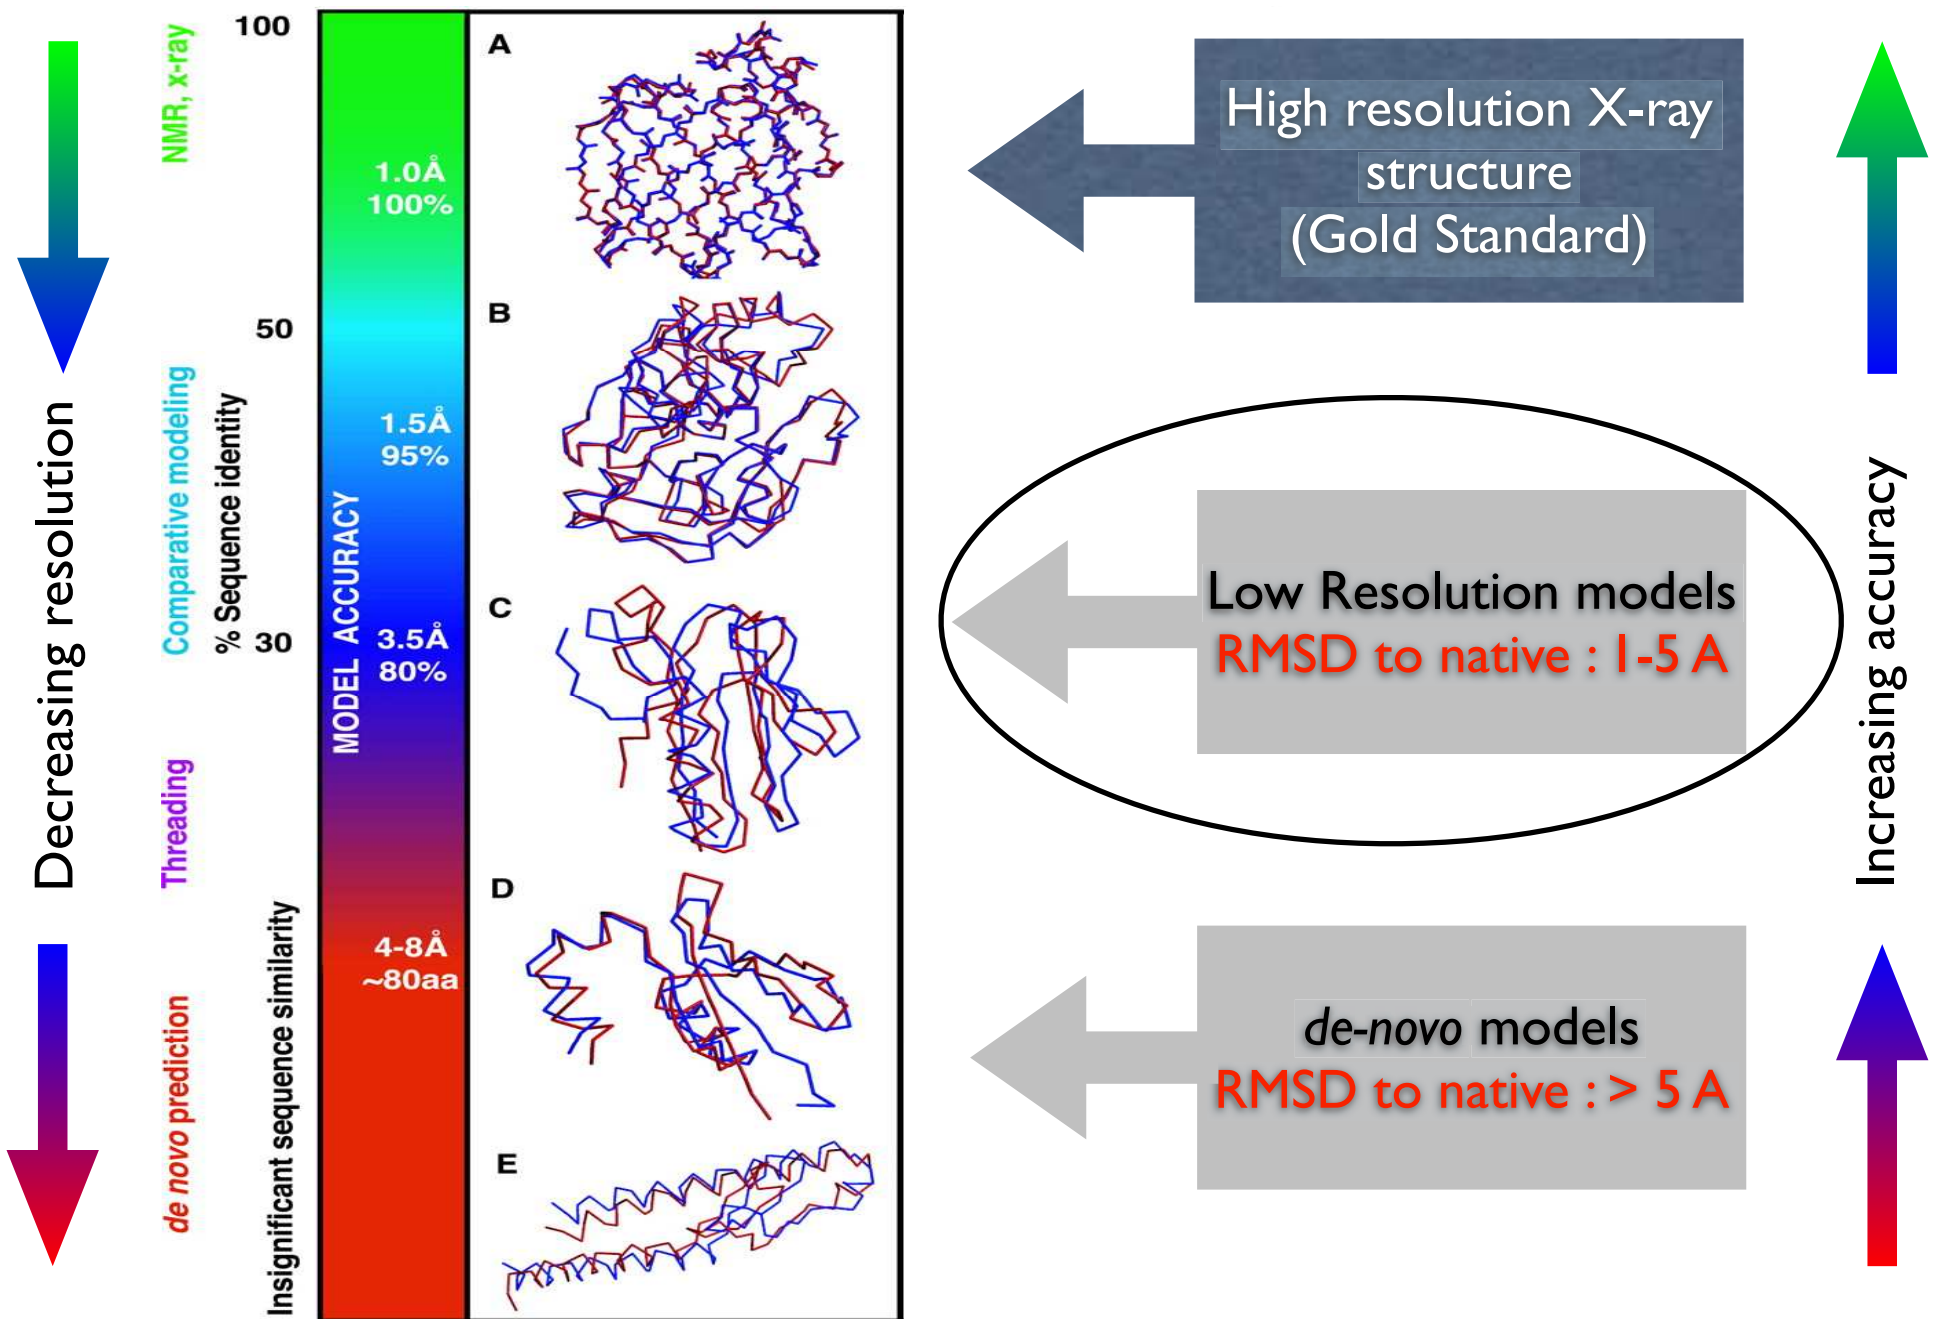 Decreasing resolution
NMR, x-ray
Comparative modeling
Threading
de novo prediction
100
50
% Sequence identity
30
Insignificant sequence similarity
MODEL ACCURACY
1.0Å
100%
1.5Å
95%
3.5Å
80%
4-8Å
~80aa
A
B
C
D
E
High resolution X-ray
structure
(Gold Standard)
Low Resolution models
RMSD to native : 1-5 A
de-novo models
RMSD to native : > 5 A
Increasing accuracy